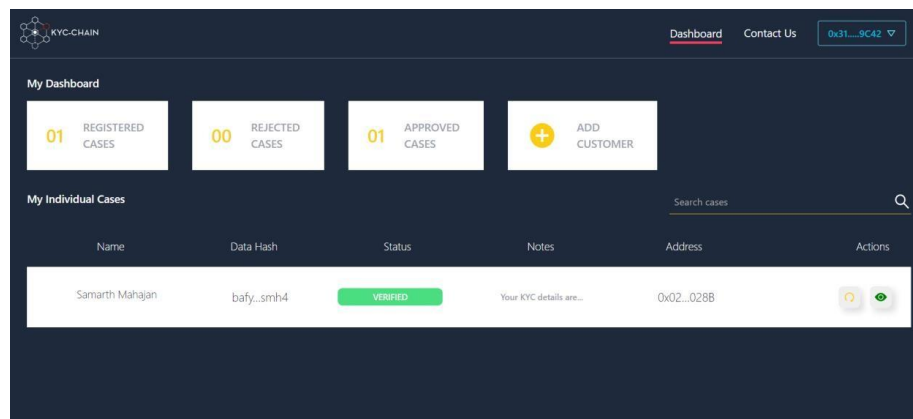 KYC-CHAIN
Dashboard Contact Us 0x31....9C42
My Dashboard
01 REGISTERED CASES
00 REJECTED CASES
01 APPROVED CASES
ADD CUSTOMER
My Individual Cases
Search cases
Name Data Hash Status Notes Address Actions
Samarth Mahajan bafy...smh4 VERIFIED Your KYC details are... 0x02...028B